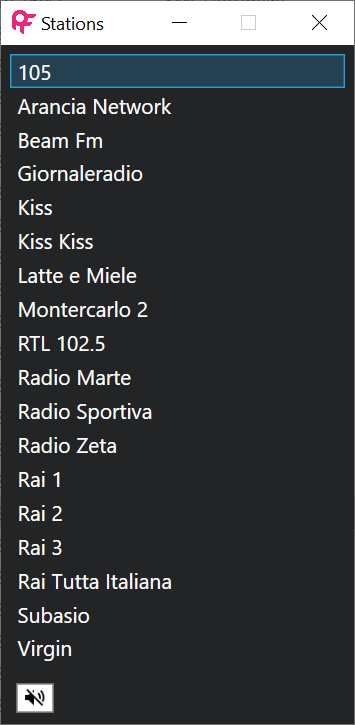 Stations
105
Arancia Network
Beam Fm
Giornaleradio
Kiss
Kiss Kiss
Latte e Miele
Montercarlo 2
RTL 102.5
Radio Marte
Radio Sportiva
Radio Zeta
Rai 1
Rai 2
Rai 3
Rai Tutta Italiana
Subasio
Virgin